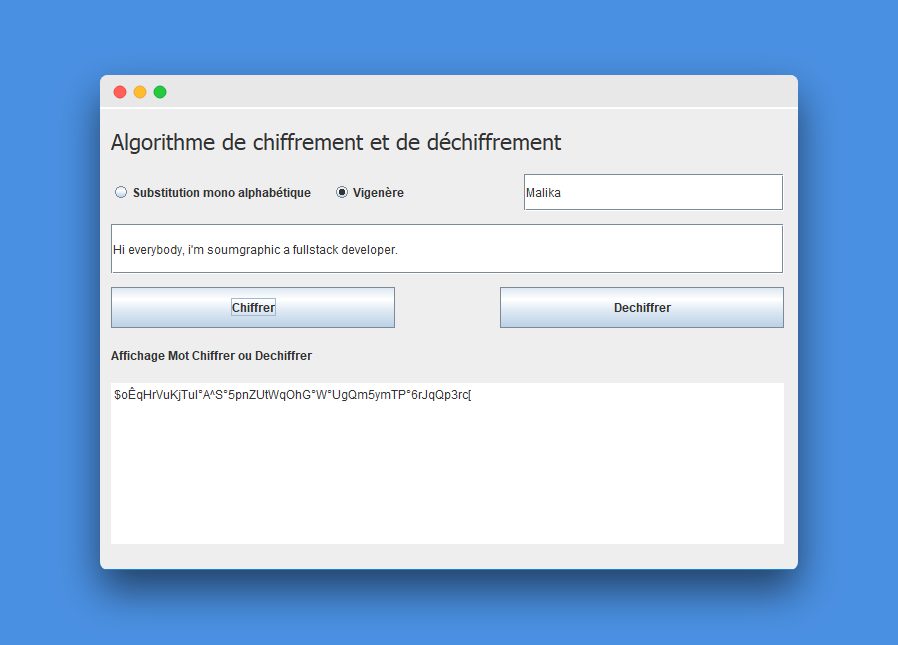 Algorithme de chiffrement et de déchiffrement
Substitution mono alphabétique Vigenère Malika
Hi everybody, i'm soumgraphic a fullstack developer.
Chiffrer Dechiffrer
Affichage Mot Chiffrer ou Dechiffrer
$oÊqHrVuKjTuI°A^S°5pnZUtWqOhG°W°UgQm5ymTP°6rJqQp3rc[